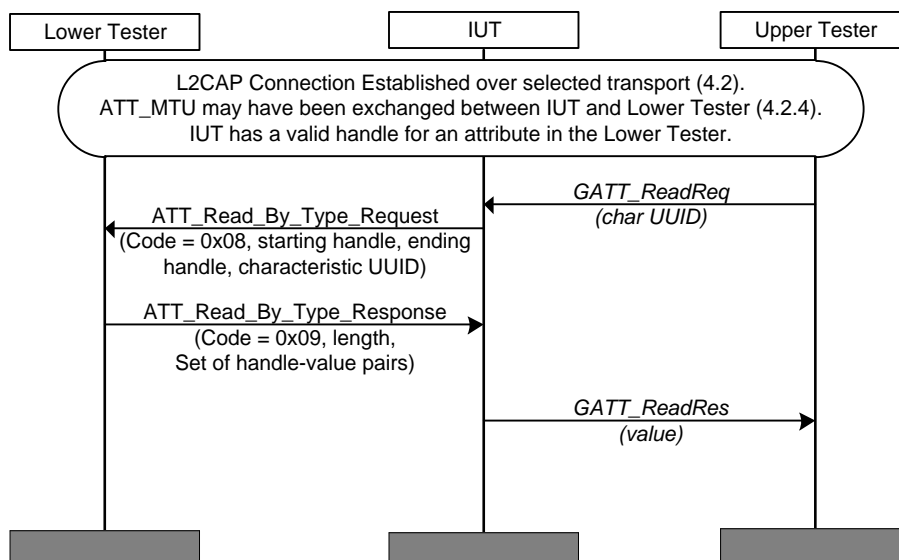 Lower Tester
IUT
Upper Tester
L2CAP Connection Established over selected transport (4.2).
ATT_MTU may have been exchanged between IUT and Lower Tester (4.2.4).
IUT has a valid handle for an attribute in the Lower Tester.
GATT_ReadReq
(char UUID)
ATT_Read_By_Type_Request
(Code = 0x08, starting handle, ending
handle, characteristic UUID)
ATT_Read_By_Type_Response
(Code = 0x09, length,
Set of handle-value pairs)
GATT_ReadRes
(value)